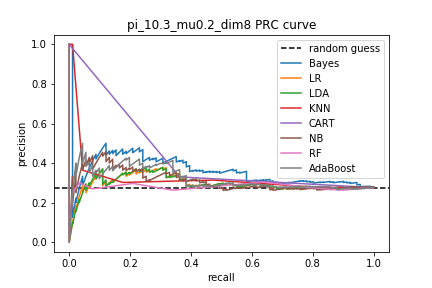 pi_10.3_mu0.2_dim8 PRC curve
1.0
0.8
0.6
0.4
0.2
0.0
precision
random guess
Bayes
LR
LDA
KNN
CART
NB
RF
AdaBoost
0.0 0.2 0.4 0.6 0.8 1.0
recall